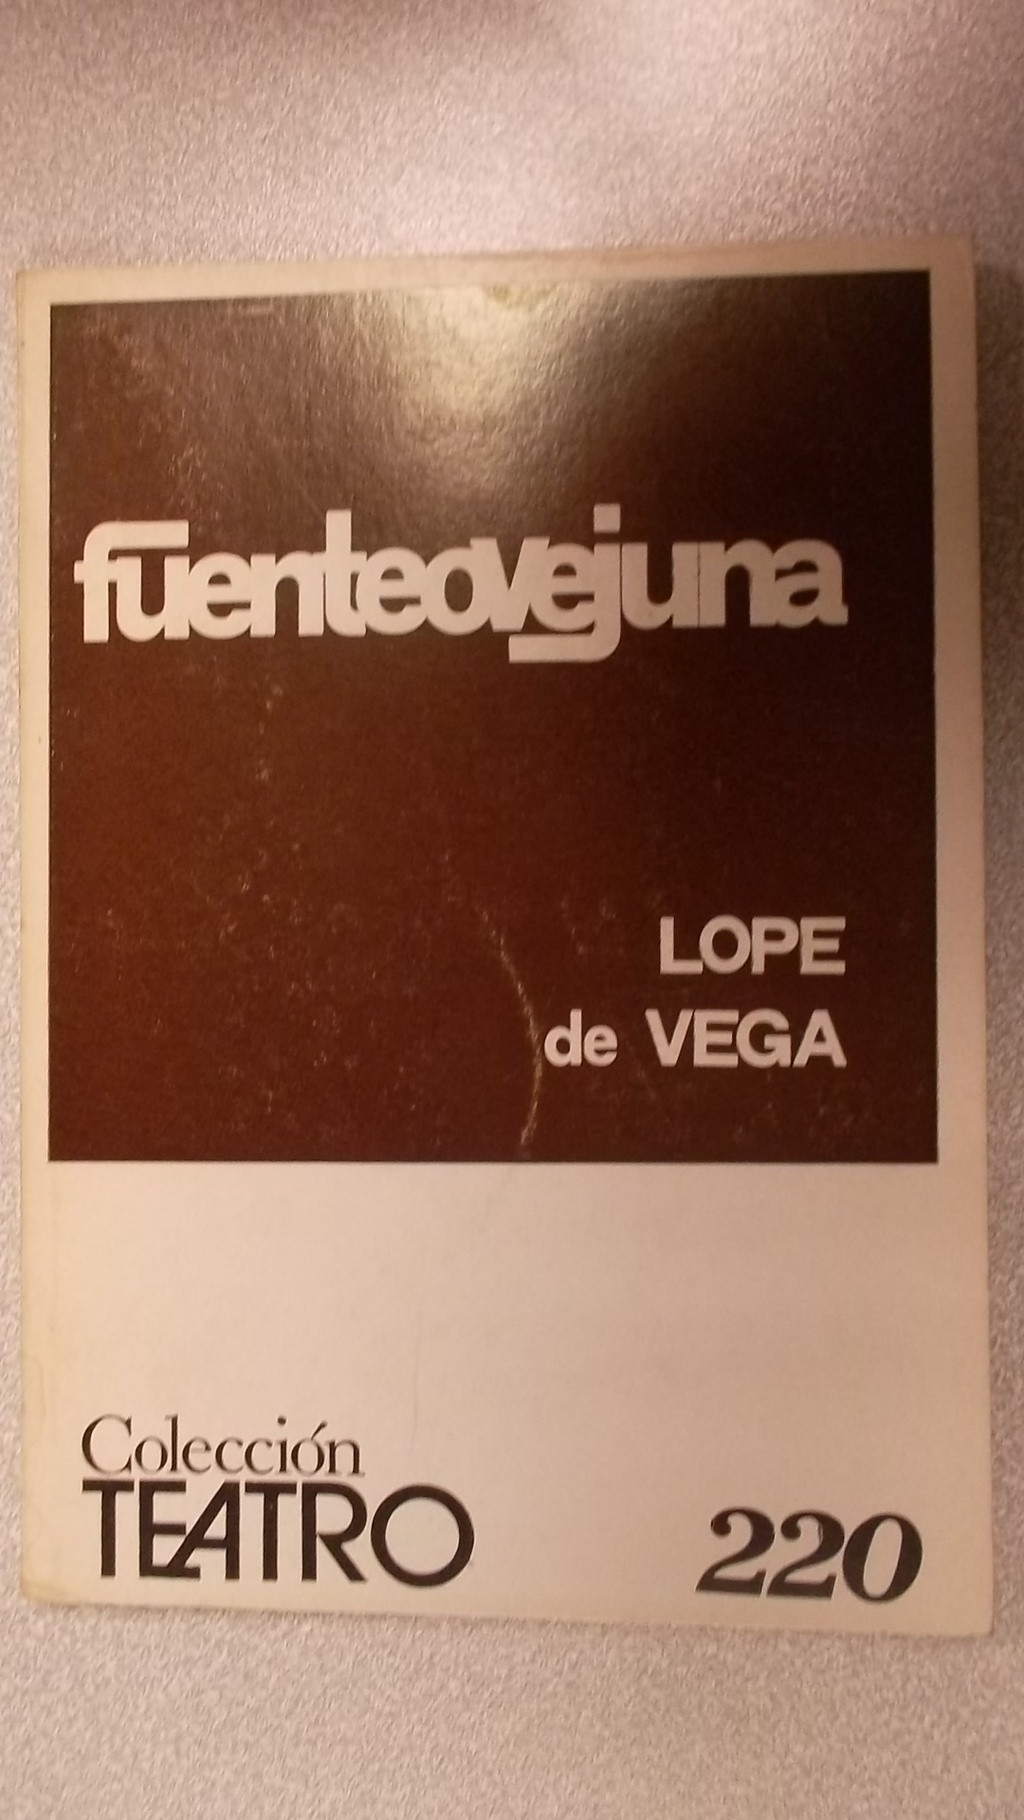 fuenteovejuna
LOPE
de VEGA
Colección
TEATRO
220